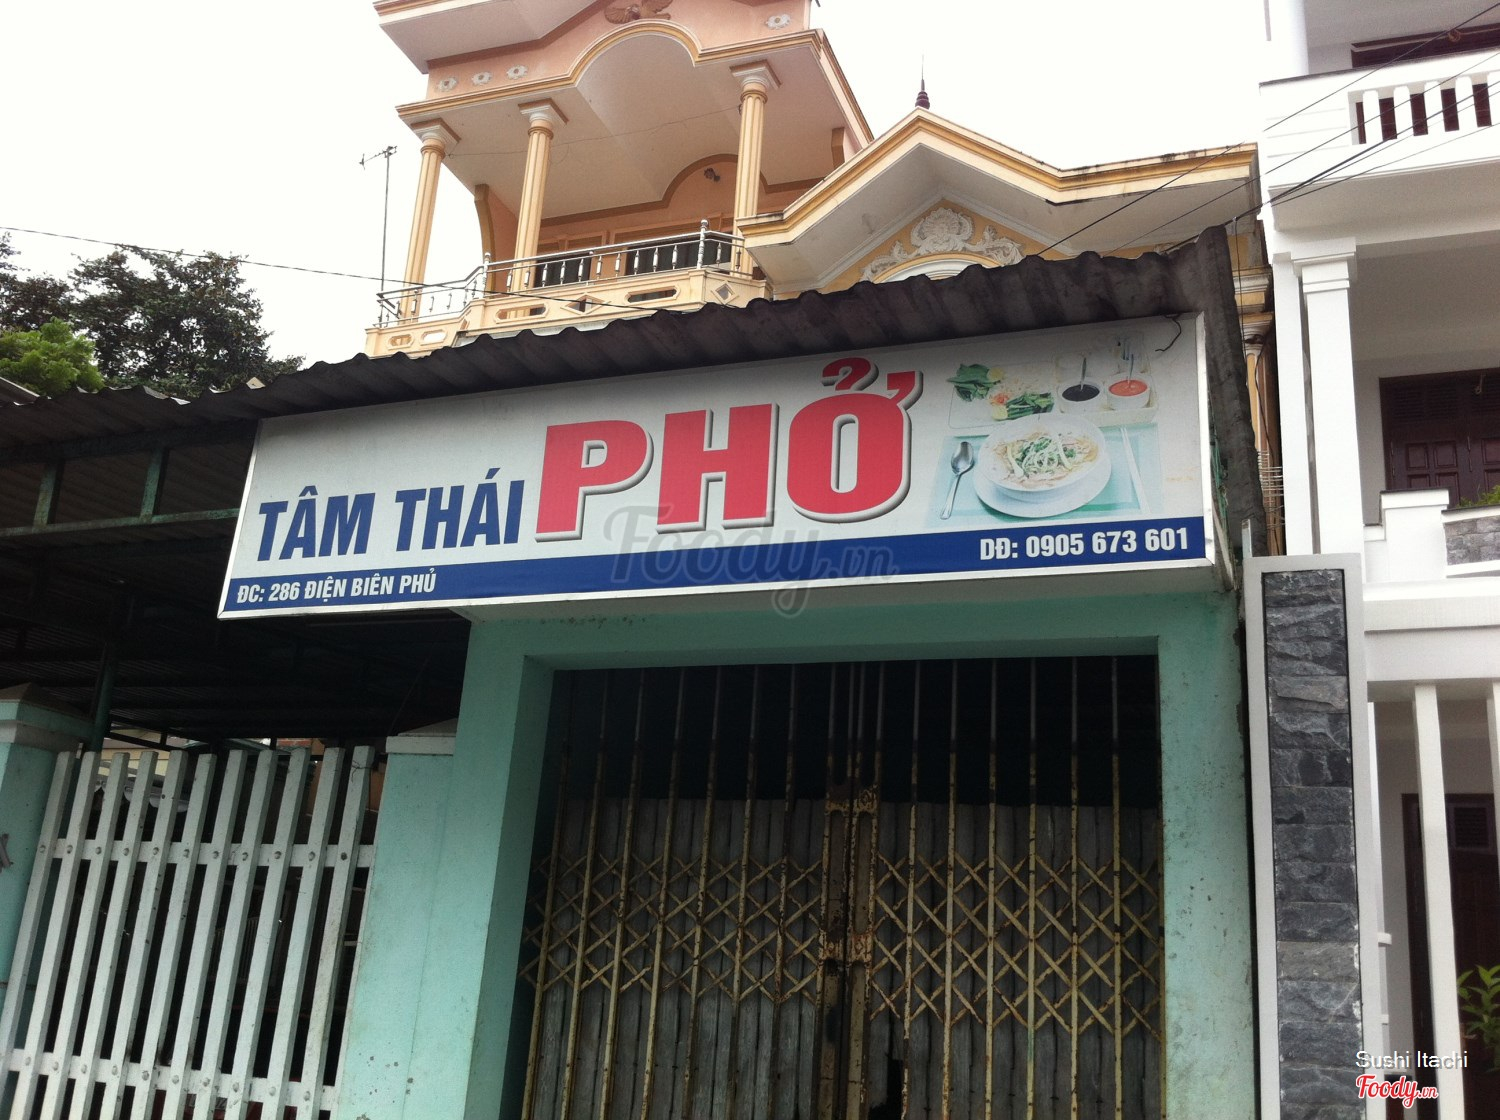 TÂM THÁI PHỞ
ĐC: 286 ĐIỆN BIÊN PHỦ
DĐ: 0905 673 601
Foody.vn
Sushi Itachi
Foody.vn